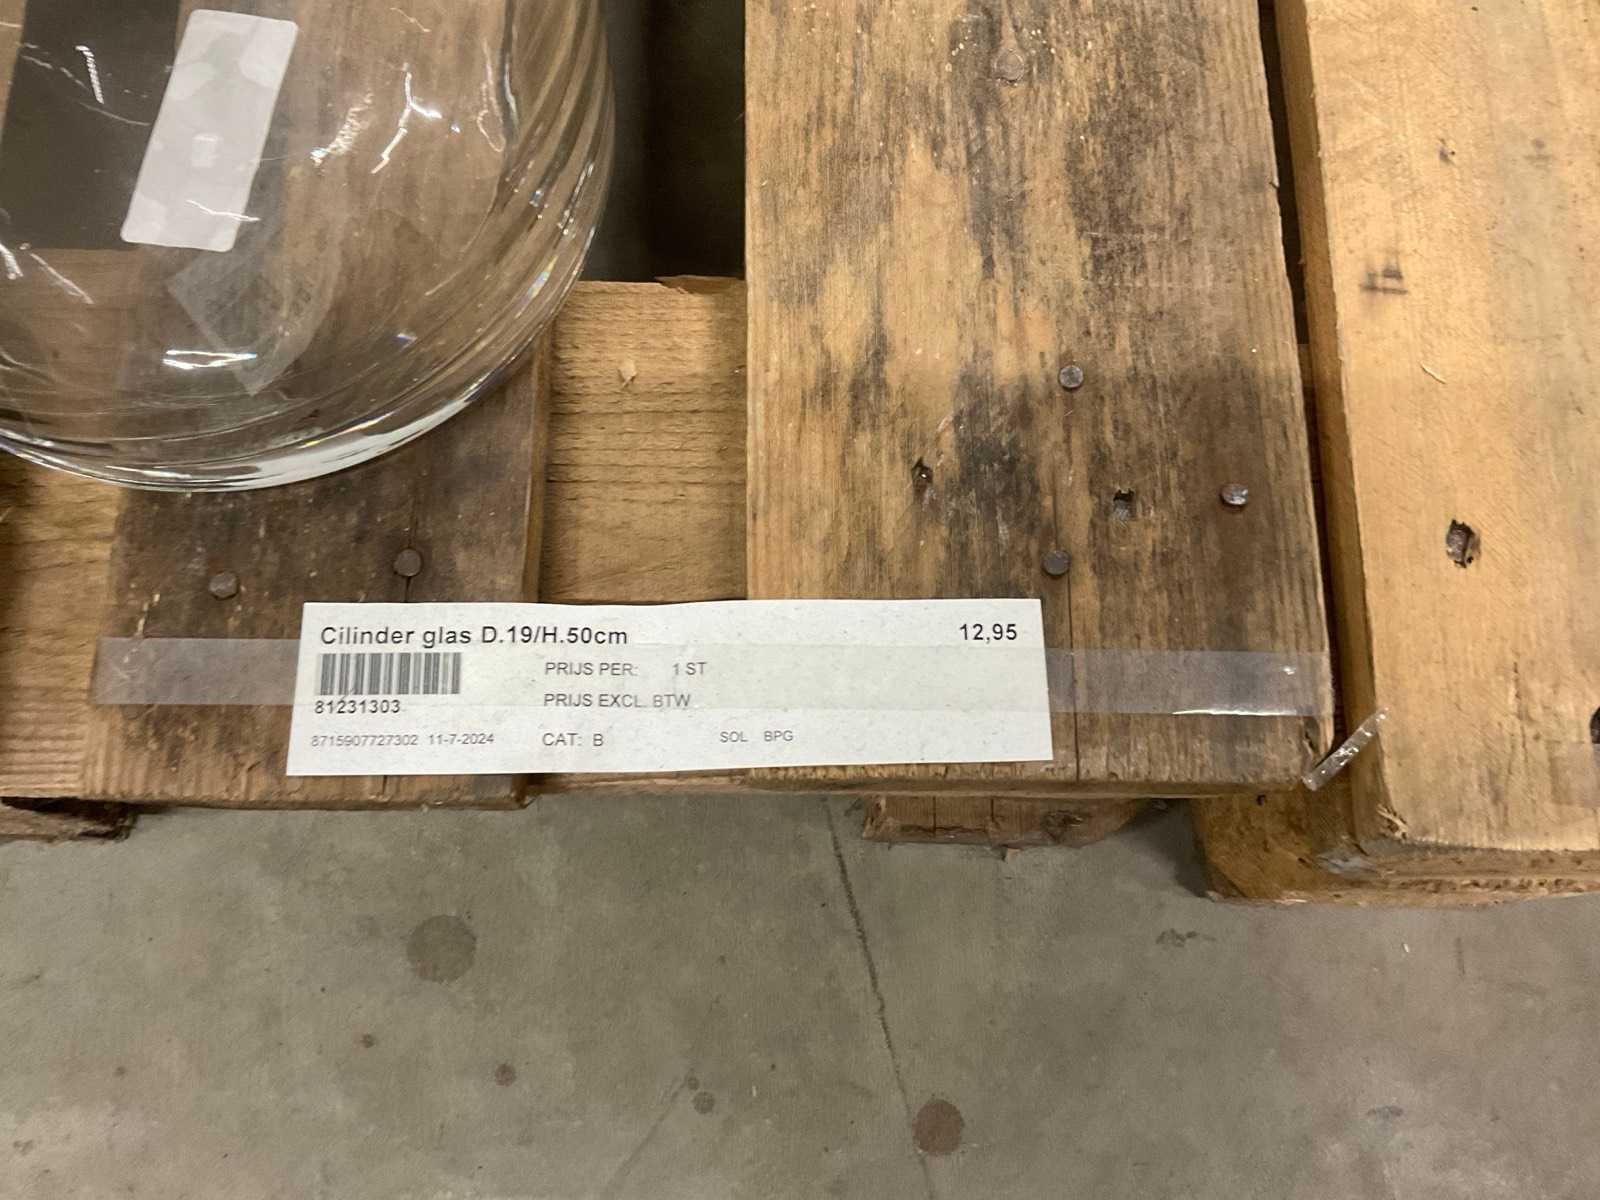 Cilinder glas D.19/H.50cm 12,95
PRIJS PER: 1 ST
81231303 PRIJS EXCL. BTW
8715907727302 11-7-2024 CAT: B SOL BPG